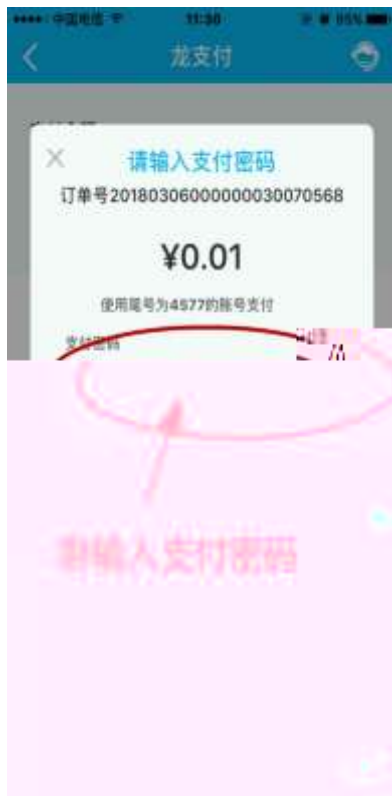 中国电信 11:30 95%
龙支付
请输入支付密码
订单号20180306000000030070568
¥0.01
使用尾号为4577的账号支付
支付密码
输入支付密码